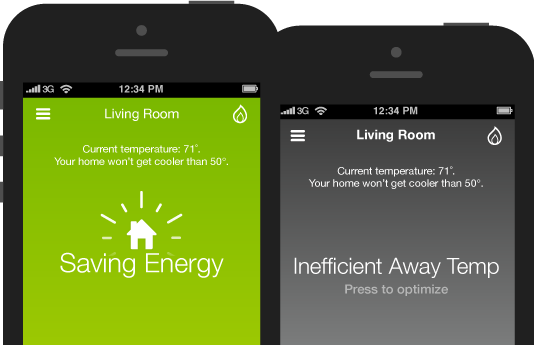 3G 12:34 PM
Living Room
Current temperature: 71°.
Your home won't get cooler than 50°.
Saving Energy
3G 12:34 PM
Living Room
Current temperature: 71°.
Your home won't get cooler than 50°.
Inefficient Away Temp
Press to optimize